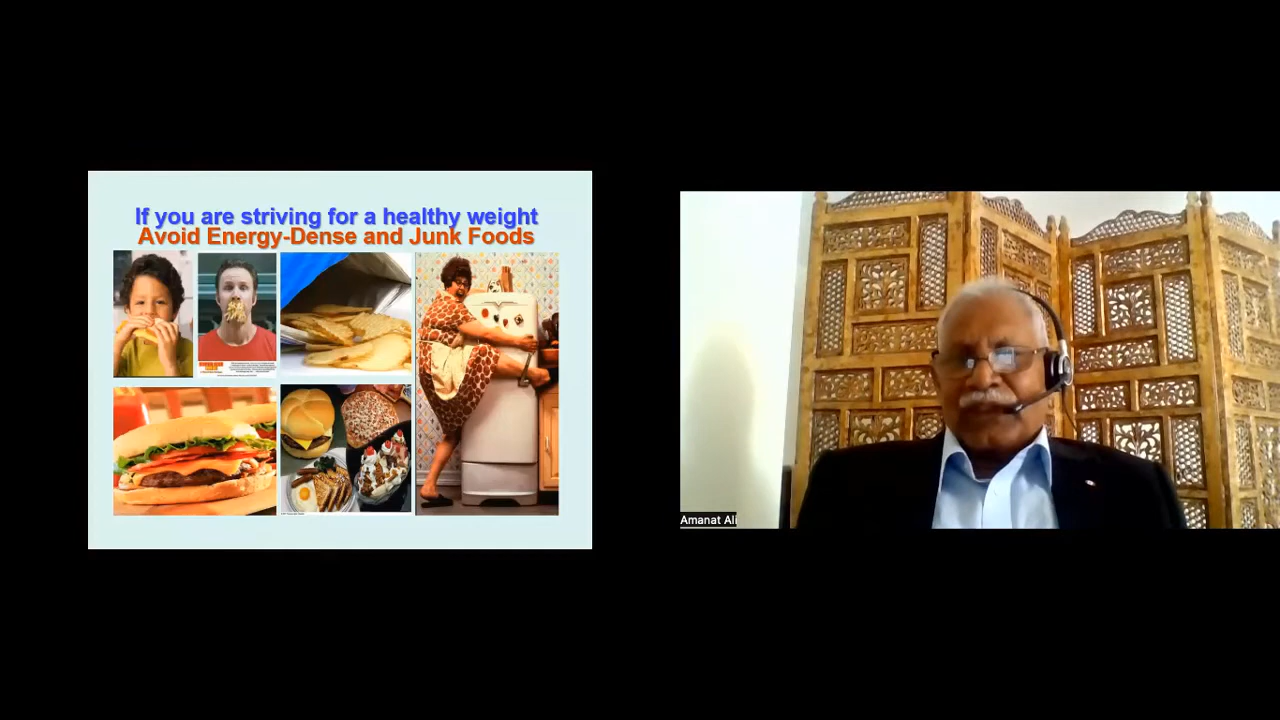 If you are striving for a healthy weight
Avoid Energy-Dense and Junk Foods
Amanat Ali